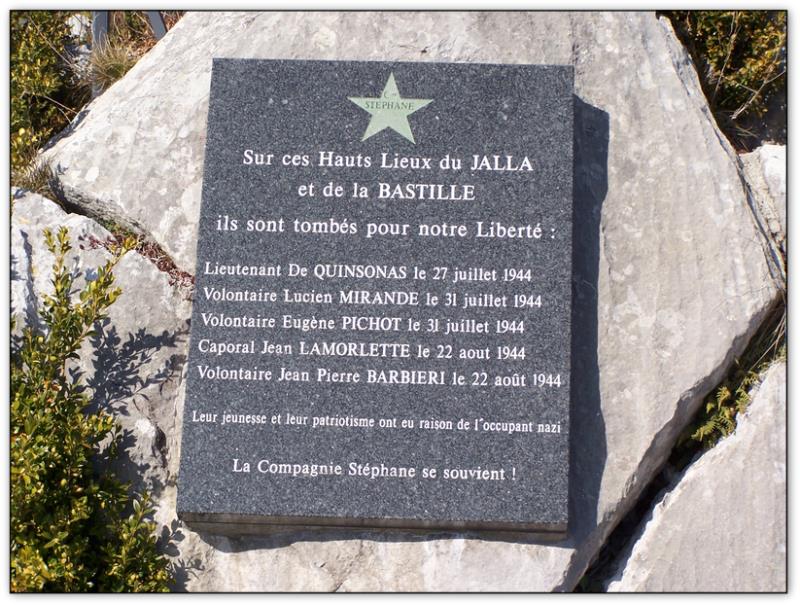 Cie
STEPHANE
Sur ces Hauts Lieux du JALLA
et de la BASTILLE
ils sont tombés pour notre Liberté :
Lieutenant De QUINSONAS le 27 juillet 1944
Volontaire Lucien MIRANDE le 31 juillet 1944
Volontaire Eugène PICHOT le 31 juillet 1944
Caporal Jean LAMORLETTE le 22 aout 1944
Volontaire Jean Pierre BARBIERI le 22 août 1944
Leur jeunesse et leur patriotisme ont eu raison de l'occupant nazi
La Compagnie Stéphane se souvient !